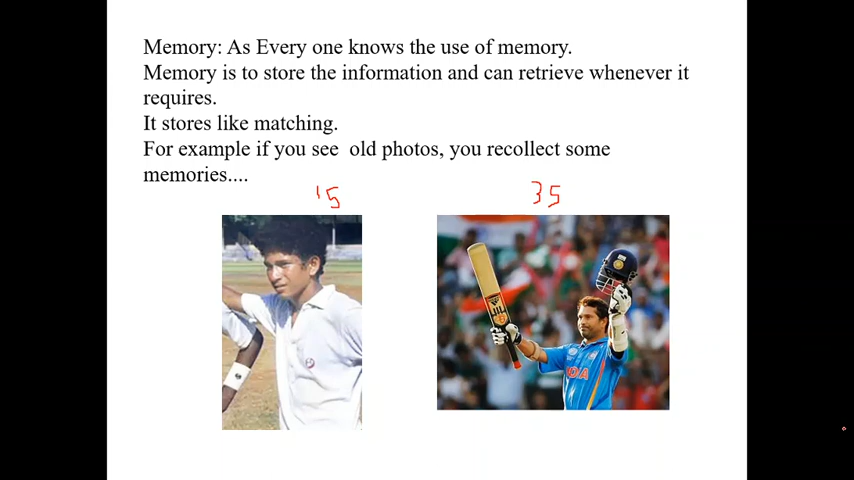 Memory: As Every one knows the use of memory.
Memory is to store the information and can retrieve whenever it
requires.
It stores like matching.
For example if you see  old photos, you recollect some
memories....
15
35
INDIA